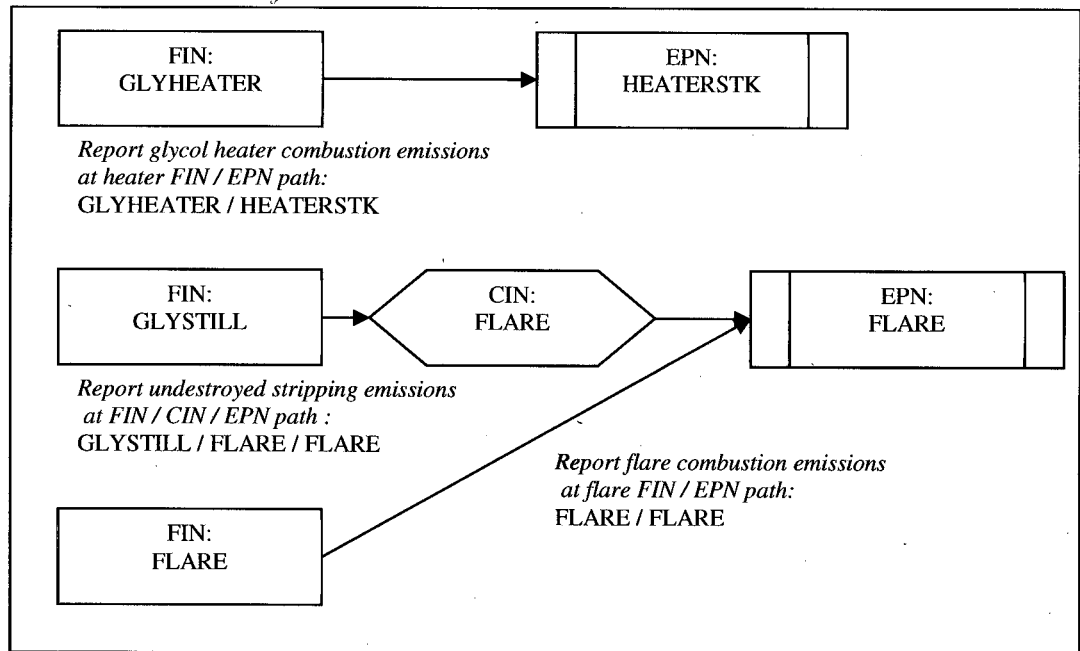 FIN:
GLYHEATER
EPN:
HEATERSTK
Report glycol heater combustion emissions
at heater FIN / EPN path:
GLYHEATER / HEATERSTK
FIN:
GLYSTILL
CIN:
FLARE
EPN:
FLARE
Report undestroyed stripping emissions
at FIN / CIN / EPN path :
GLYSTILL / FLARE / FLARE
Report flare combustion emissions
at flare FIN / EPN path:
FLARE / FLARE
FIN:
FLARE